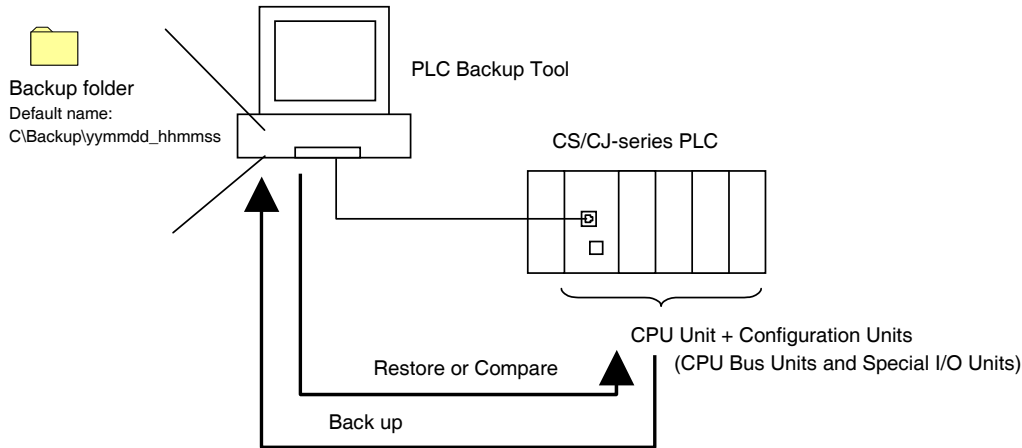 Backup folder
Default name:
C\Backup\yymmdd_hhmmss
PLC Backup Tool
CS/CJ-series PLC
CPU Unit + Configuration Units
(CPU Bus Units and Special I/O Units)
Restore or Compare
Back up